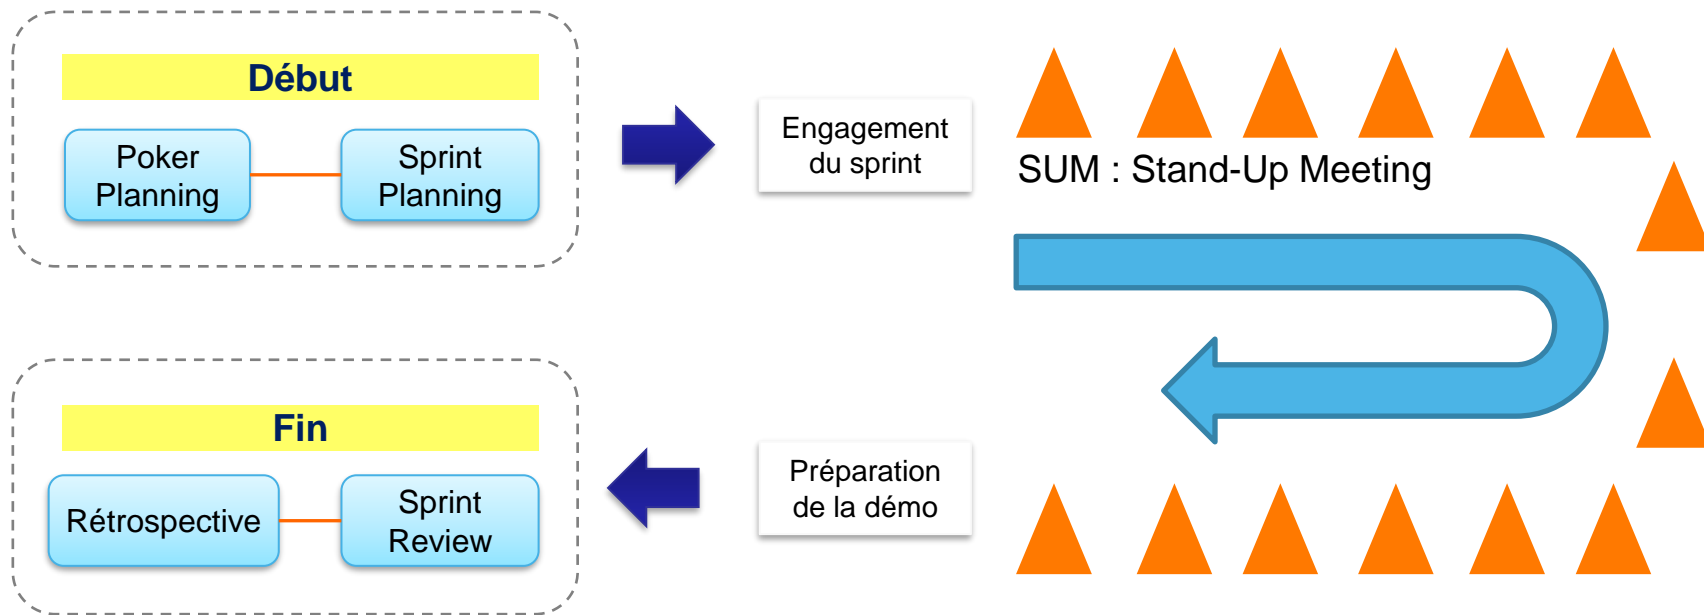 Début
Poker
Planning
Sprint
Planning
Engagement
du sprint
SUM : Stand-Up Meeting
Fin
Rétrospective
Sprint
Review
Préparation
de la démo